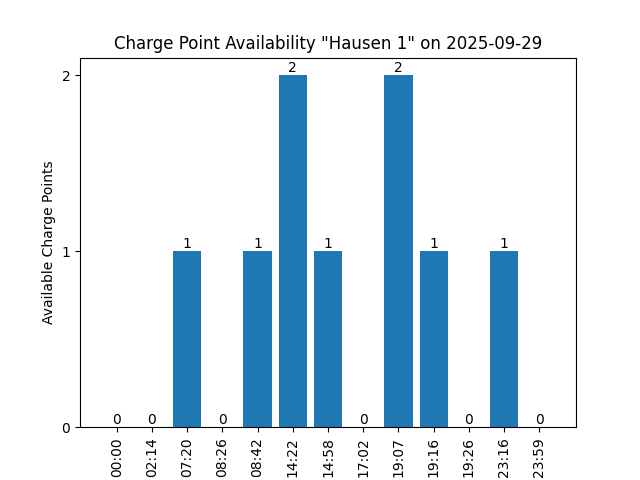 Charge Point Availability "Hausen 1" on 2025-09-29
Available Charge Points
2
1
0
0 0 1 0 1 2 1 0 2 1 0 1 0
00:00 02:14 07:20 08:26 08:42 14:22 14:58 17:02 19:07 19:16 19:26 23:16 23:59